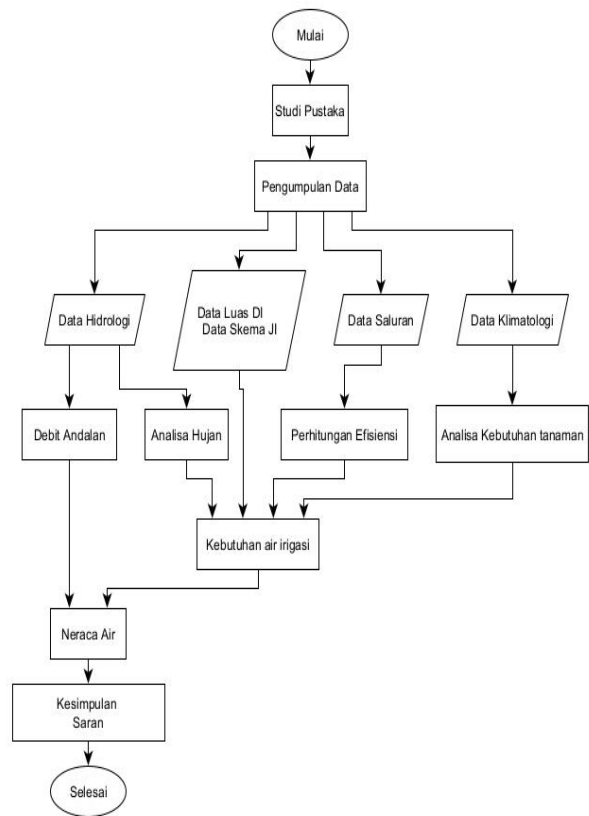 Mulai
Studi Pustaka
Pengumpulan Data
Data Hidrologi
Data Luas DI
Data Skema JI
Data Saluran
Data Klimatologi
Debit Andalan
Analisa Hujan
Perhitungan Efisiensi
Analisa Kebutuhan tanaman
Kebutuhan air irigasi
Neraca Air
Kesimpulan
Saran
Selesai